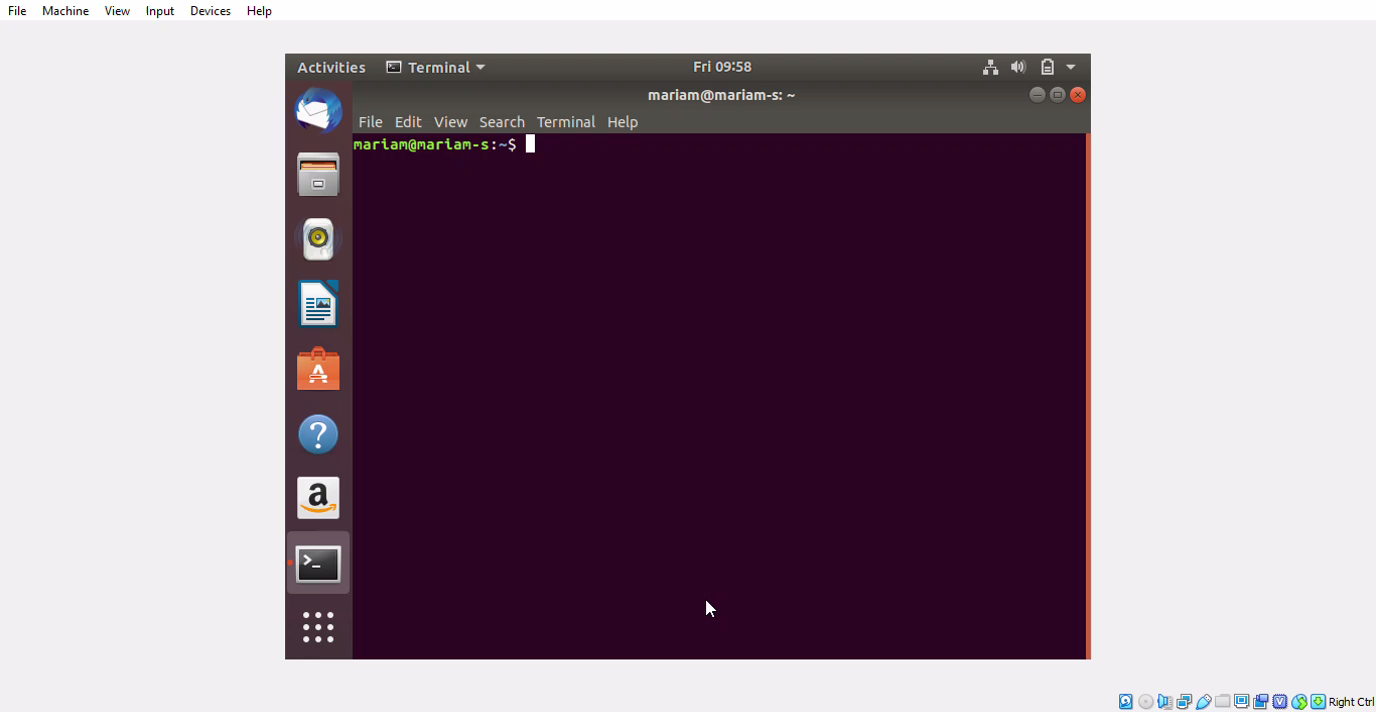 File Machine View Input Devices Help
Activities Terminal Fri 09:58
mariam@mariam-s: ~
File Edit View Search Terminal Help
mariam@mariam-s:~$
Right Ctrl